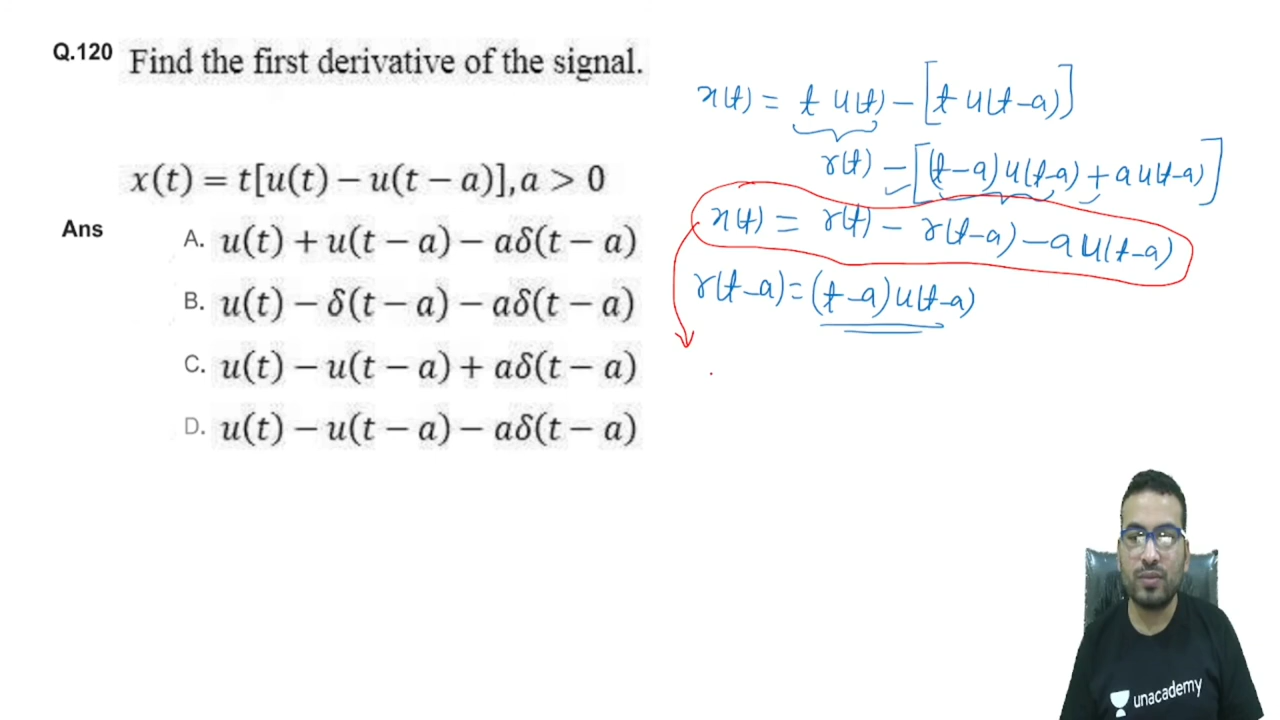 Q.120 Find the first derivative of the signal.
x(t) = t[u(t) − u(t − a)], a > 0
Ans
A. u(t) + u(t − a) − aδ(t − a)
B. u(t) − δ(t − a) − aδ(t − a)
C. u(t) − u(t − a) + aδ(t − a)
D. u(t) − u(t − a) − aδ(t − a)
x(t) = t u(t) − [t u(t−a)]
r(t) − [(t−a)u(t−a) + a u(t−a)]
x(t) = r(t) − r(t−a) − a u(t−a)
r(t−a) = (t−a)u(t−a)
unacademy